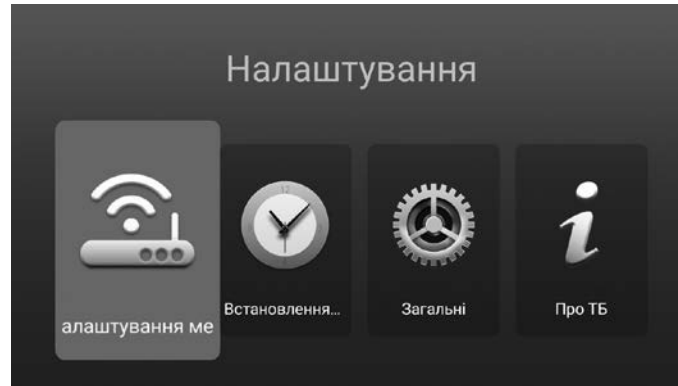 Налаштування
алаштування ме
Встановлення...
Загальні
Про ТБ